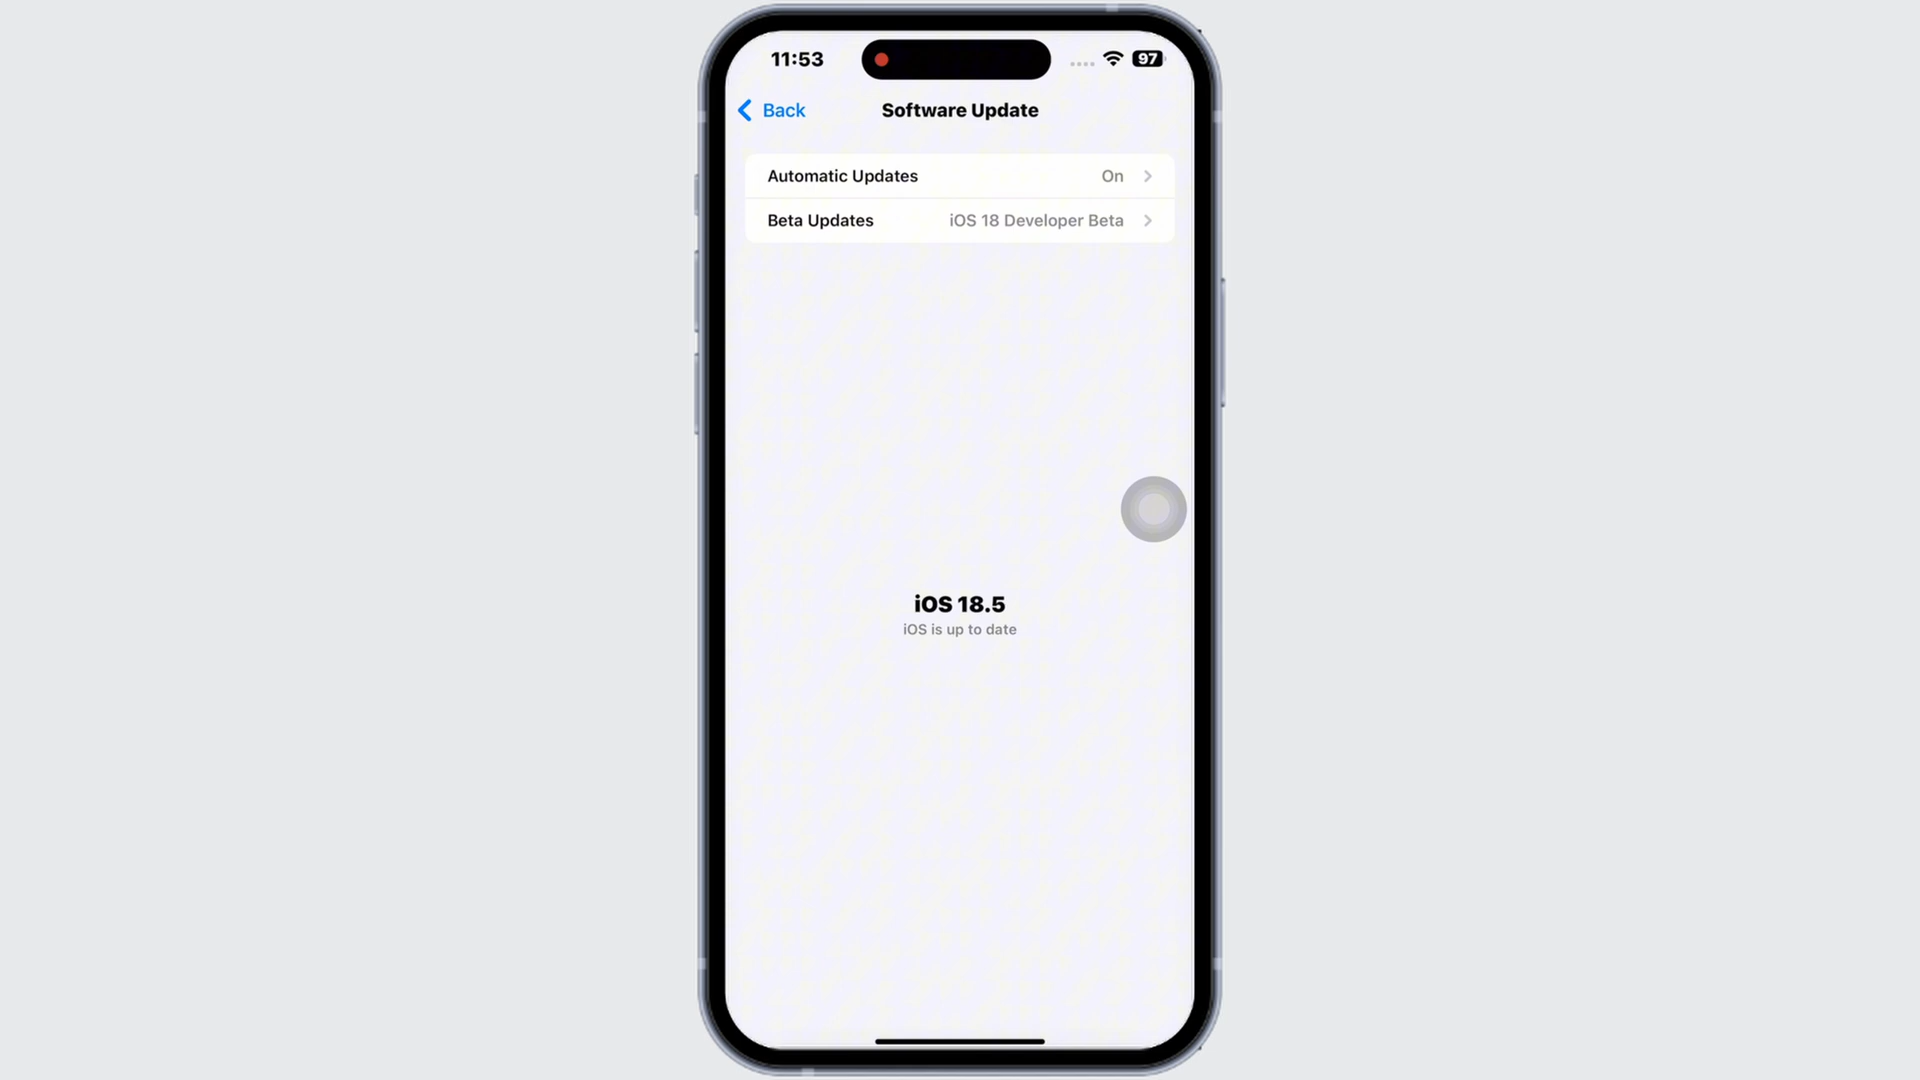 11:53
97
Back
Software Update
Automatic Updates On
Beta Updates iOS 18 Developer Beta
iOS 18.5
iOS is up to date